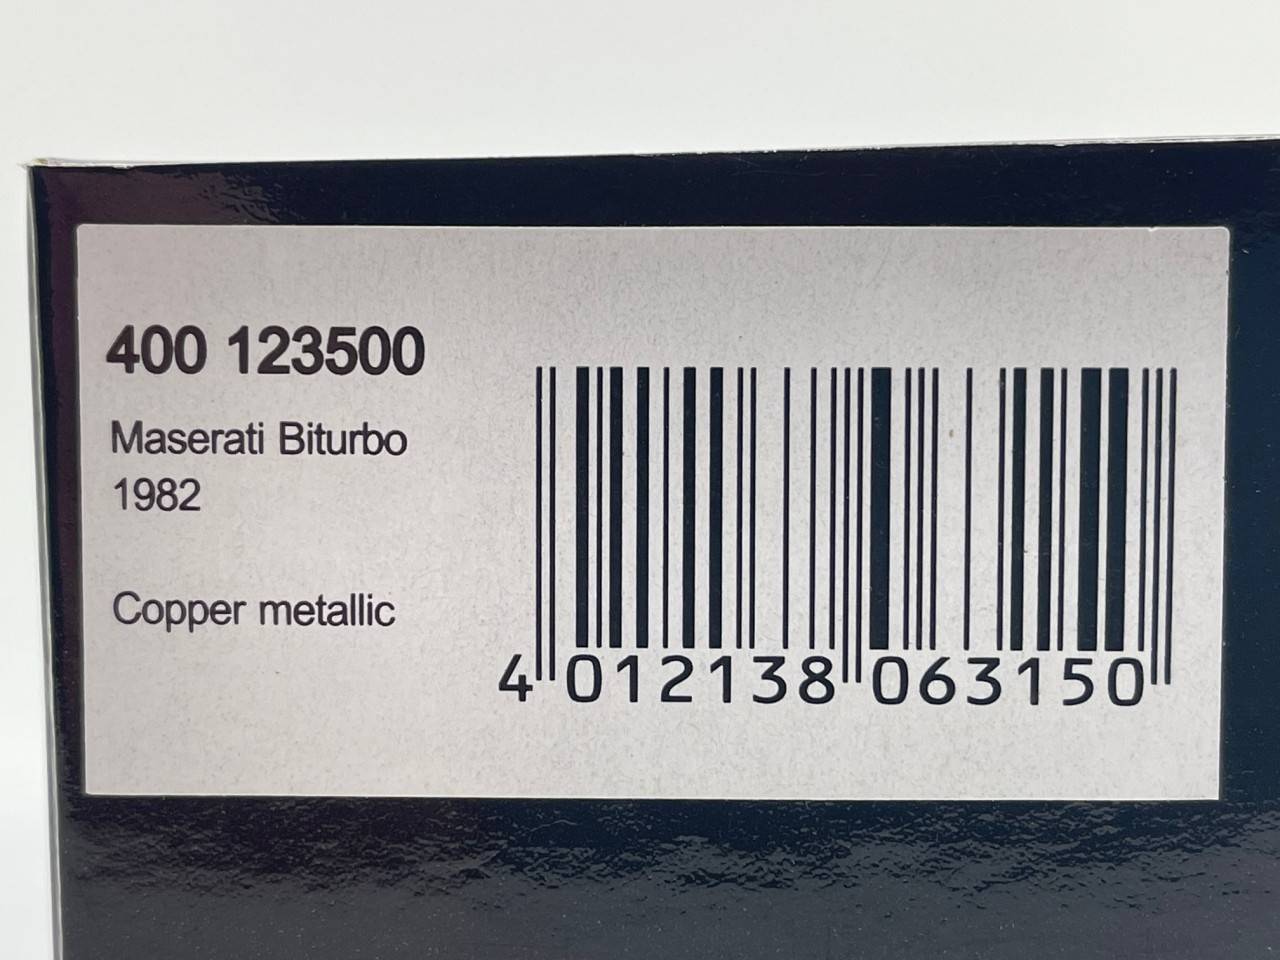 400 123500
Maserati Biturbo
1982
Copper metallic
4 012138 063150